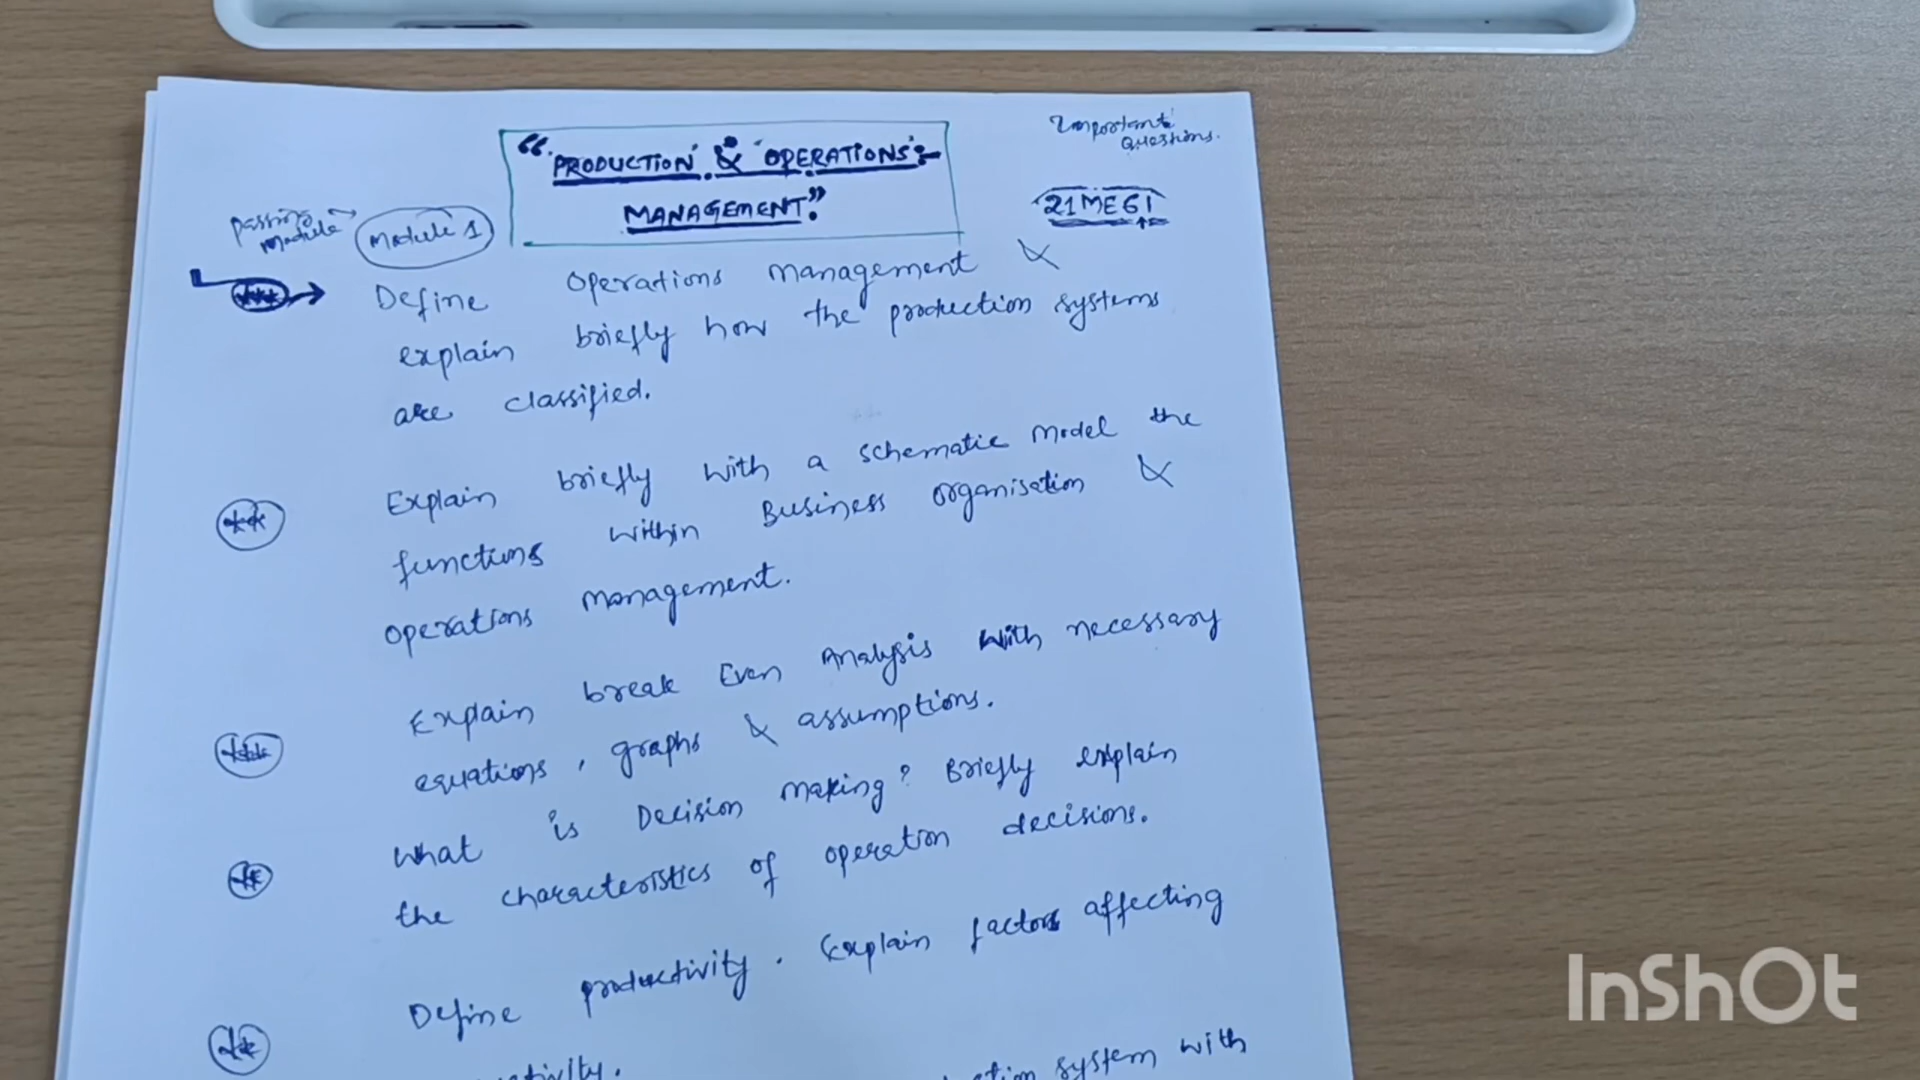 Important
Questions.
"PRODUCTION & OPERATIONS:-
MANAGEMENT."
21ME61
passing
module
Module 1
*** Define Operations Management &
explain briefly how the production systems
are classified.
** Explain briefly with a schematic Model the
functions within Business organisation &
operations management.
*** Explain break Even Analysis with necessary
equations, graphs & assumptions.
** What is Decision making? Briefly explain
the characteristics of operation decisions.
** Define productivity. Explain factors affecting
system with
InShOt